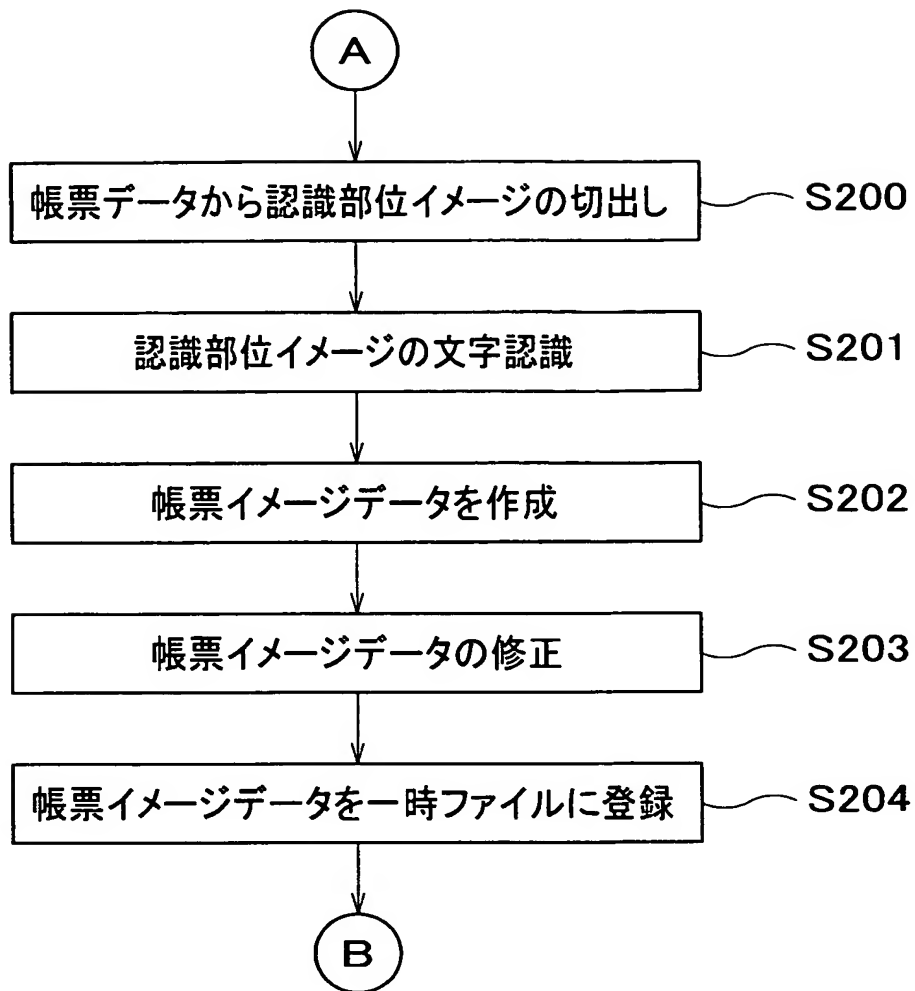 A
帳票データから認識部位イメージの切出し S200
認識部位イメージの文字認識 S201
帳票イメージデータを作成 S202
帳票イメージデータの修正 S203
帳票イメージデータを一時ファイルに登録 S204
B